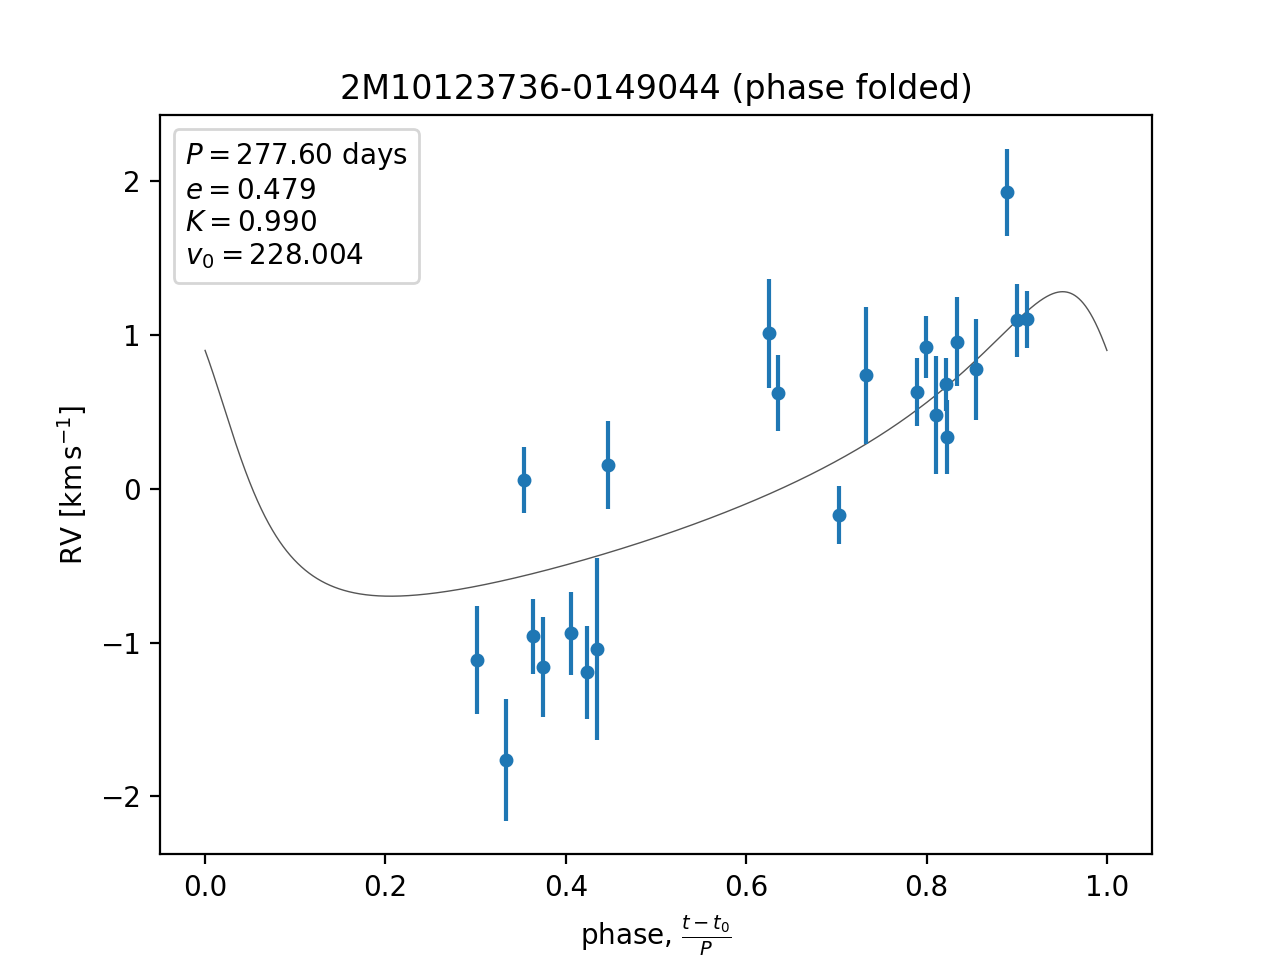 2M10123736-0149044 (phase folded)
P = 277.60 days
e = 0.479
K = 0.990
v₀ = 228.004
RV [km s⁻¹]
2
1
0
−1
−2
0.0 0.2 0.4 0.6 0.8 1.0
phase, (t − t₀)/P